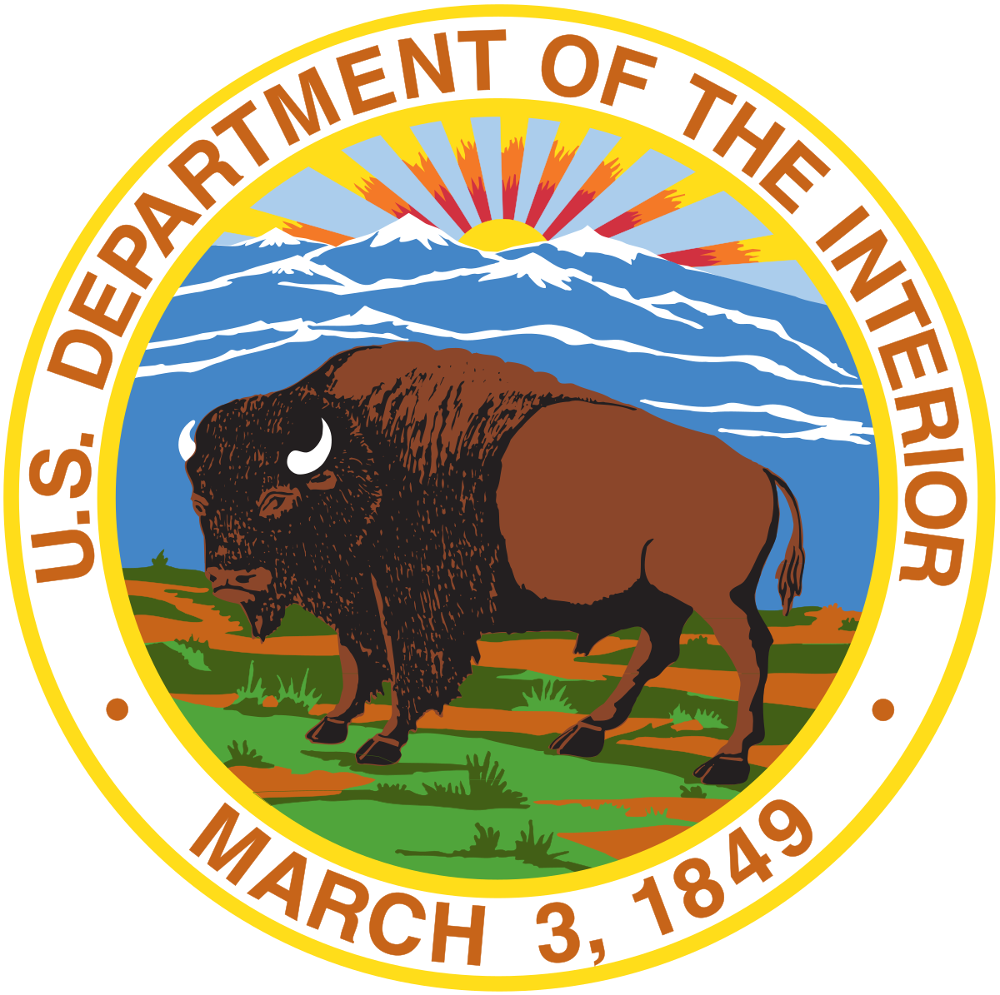 U.S. DEPARTMENT OF THE INTERIOR
MARCH 3, 1849